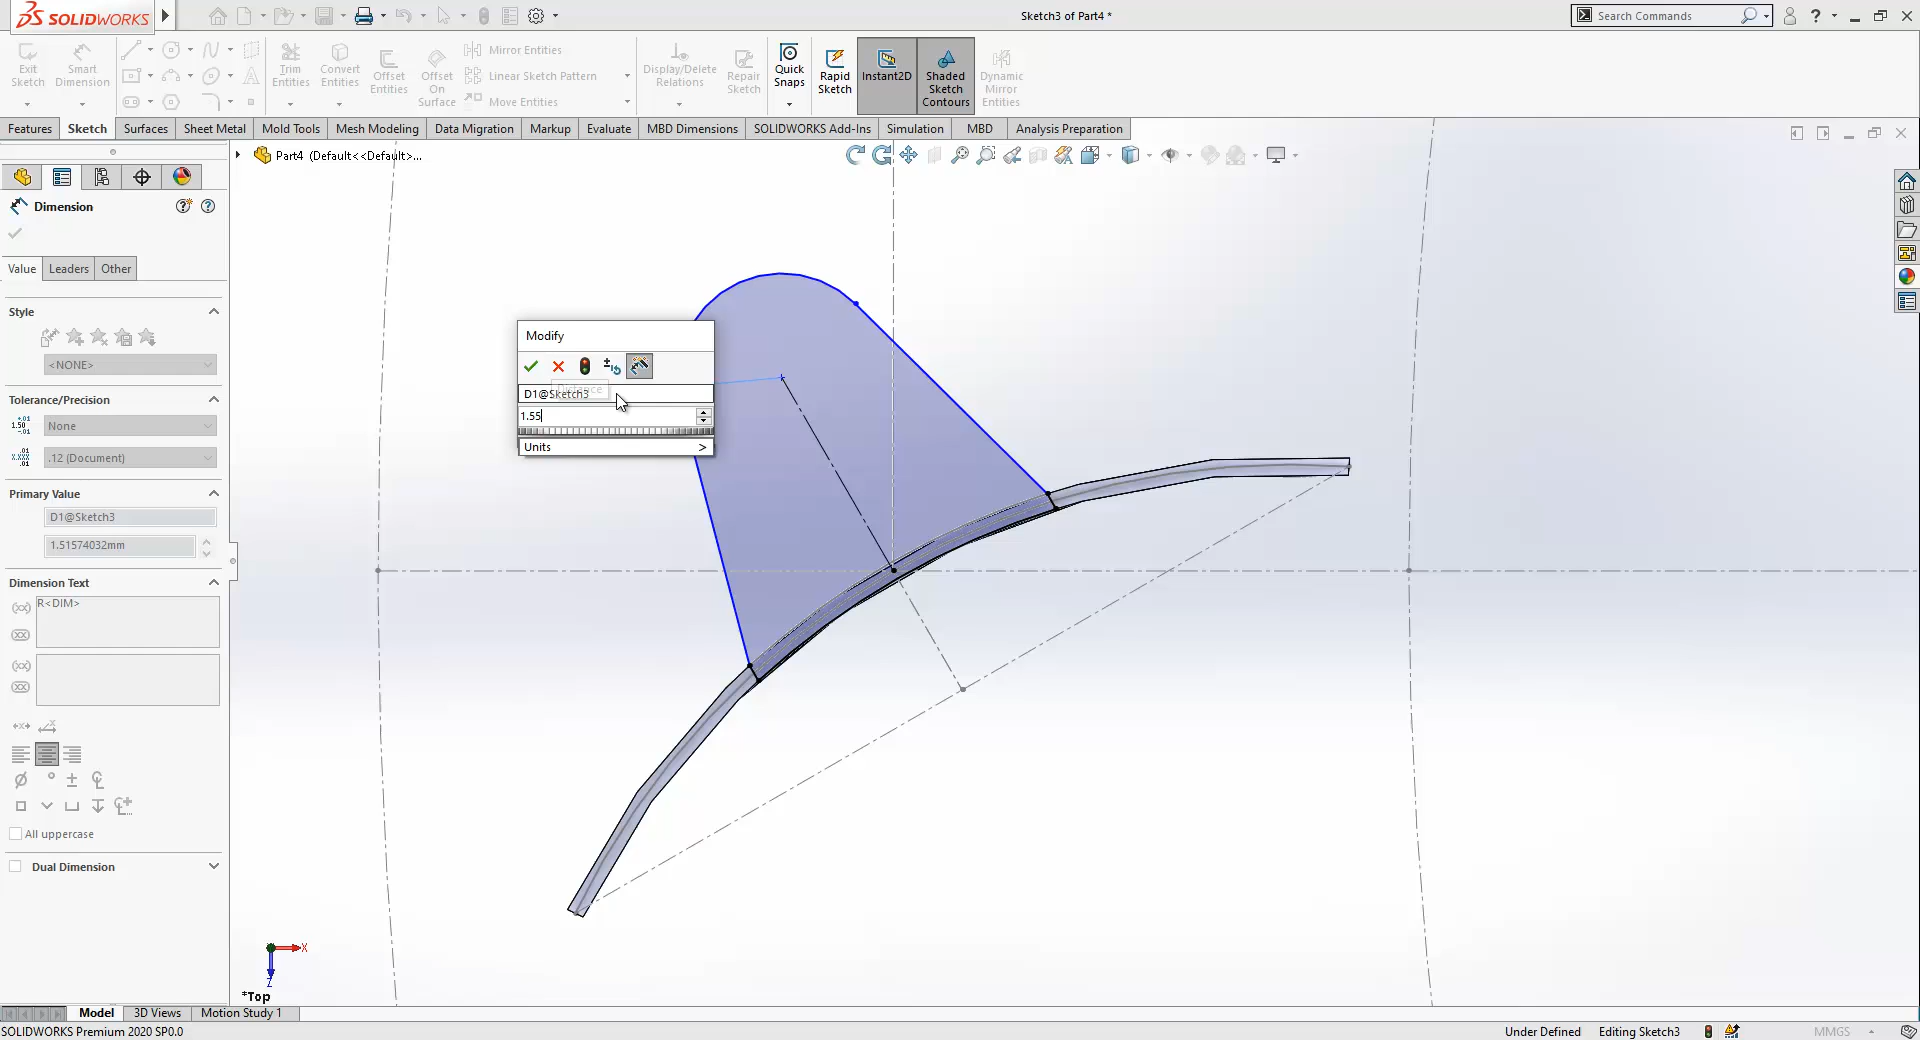 SOLIDWORKS
Sketch3 of Part4 *
Search Commands
Exit Sketch
Smart Dimension
Trim Entities
Convert Entities
Offset Entities
Offset On Surface
Mirror Entities
Linear Sketch Pattern
Move Entities
Display/Delete Relations
Repair Sketch
Quick Snaps
Rapid Sketch
Instant2D
Shaded Sketch Contours
Dynamic Mirror Entities
Features
Sketch
Surfaces
Sheet Metal
Mold Tools
Mesh Modeling
Data Migration
Markup
Evaluate
MBD Dimensions
SOLIDWORKS Add-Ins
Simulation
MBD
Analysis Preparation
Part4 (Default<<Default>...
Dimension
Value
Leaders
Other
Style
<NONE>
Tolerance/Precision
None
.12 (Document)
Primary Value
D1@Sketch3
1.51574032mm
Dimension Text
R<DIM>
All uppercase
Dual Dimension
Modify
D1@Sketch3
Distance
1.55
Units >
X
Z
*Top
Model
3D Views
Motion Study 1
SOLIDWORKS Premium 2020 SP0.0
Under Defined
Editing Sketch3
MMGS